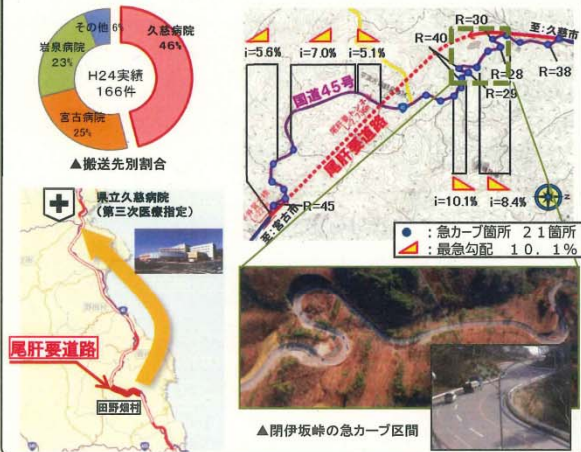 その他 6%
久慈病院
46%
岩泉病院
23%
H24実績
166件
宮古病院
25%
▲搬送先別割合
県立久慈病院
(第三次医療指定)
尾肝要道路
田野畑村
i=5.6%
i=7.0%
i=5.1%
R=30
至:久慈市
R=40
R=38
R=28
R=29
国道45号
尾肝要道路
R=45
至:宮古市
i=10.1%
i=8.4%
:急カーブ箇所 21箇所
:最急勾配 10.1%
▲閉伊坂峠の急カーブ区間